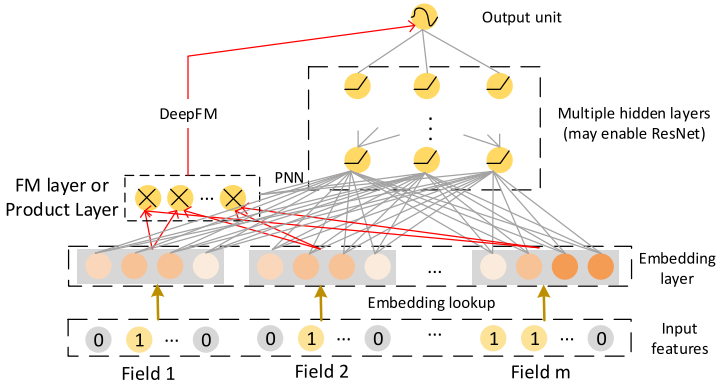 Output unit
DeepFM
Multiple hidden layers
(may enable ResNet)
PNN
FM layer or
Product Layer
...
...
Embedding
layer
Embedding lookup
0 1 ... 0 0 1 ... 0 ... 1 1 ... 0
Input
features
Field 1 Field 2 Field m